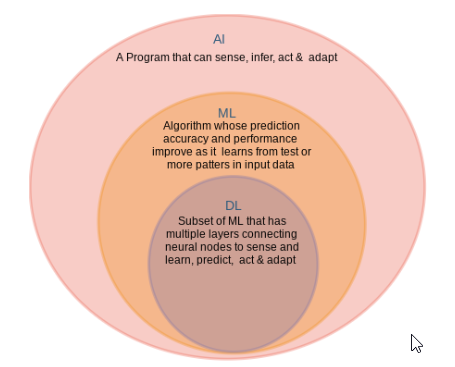 AI
A Program that can sense, infer, act & adapt
ML
Algorithm whose prediction
accuracy and performance
improve as it learns from test or
more patters in input data
DL
Subset of ML that has
multiple layers connecting
neural nodes to sense and
learn, predict, act & adapt